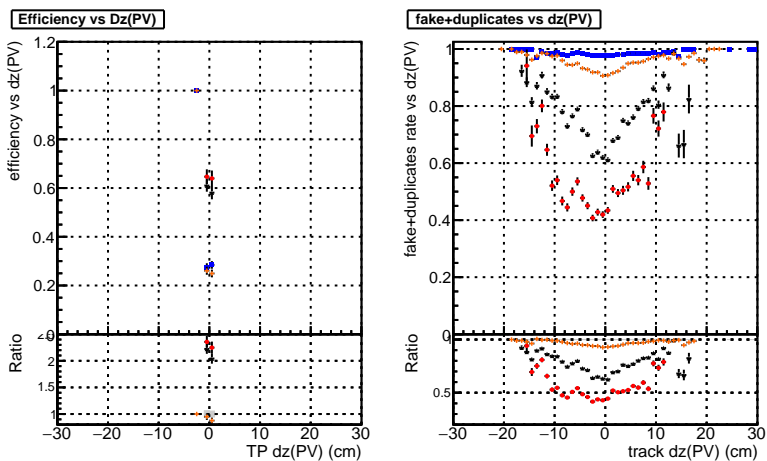 Efficiency vs Dz(PV)
efficiency vs dz(PV)
1.2
1
0.8
0.6
0.4
0.2
0
Ratio
2
1.5
1
−30 −20 −10 0 10 20 30
TP dz(PV) (cm)
fake+duplicates vs dz(PV)
fake+duplicates rate vs dz(PV)
1
0.8
0.6
0.4
0.2
0
Ratio
0.5
−30 −20 −10 0 10 20 30
track dz(PV) (cm)